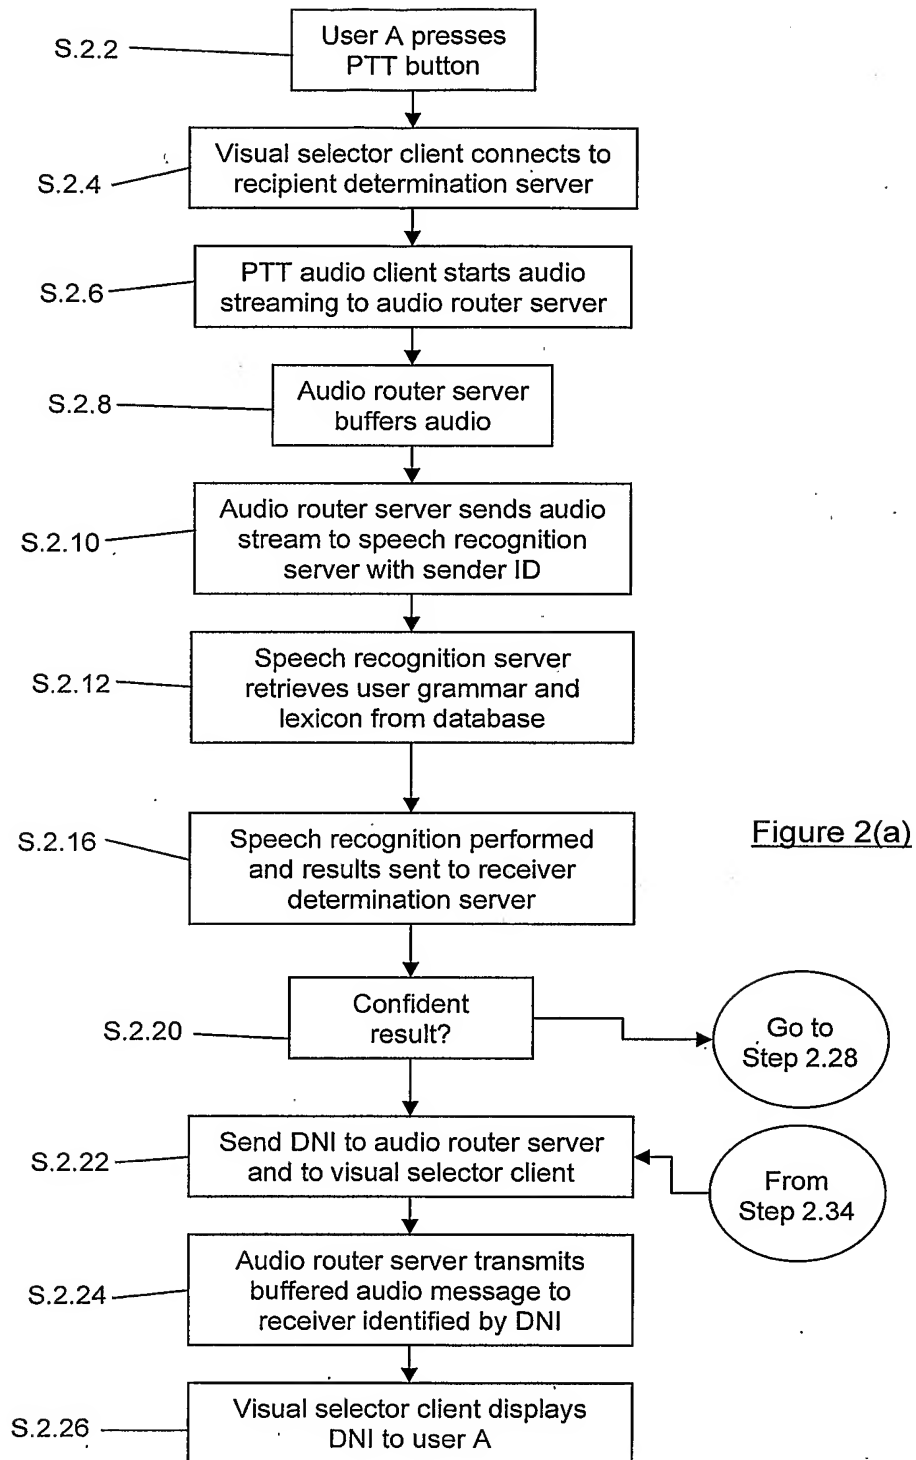 S.2.2
User A presses
PTT button
S.2.4
Visual selector client connects to
recipient determination server
S.2.6
PTT audio client starts audio
streaming to audio router server
S.2.8
Audio router server
buffers audio
S.2.10
Audio router server sends audio
stream to speech recognition
server with sender ID
S.2.12
Speech recognition server
retrieves user grammar and
lexicon from database
S.2.16
Speech recognition performed
and results sent to receiver
determination server
Figure 2(a)
S.2.20
Confident
result?
Go to
Step 2.28
S.2.22
Send DNI to audio router server
and to visual selector client
From
Step 2.34
S.2.24
Audio router server transmits
buffered audio message to
receiver identified by DNI
S.2.26
Visual selector client displays
DNI to user A